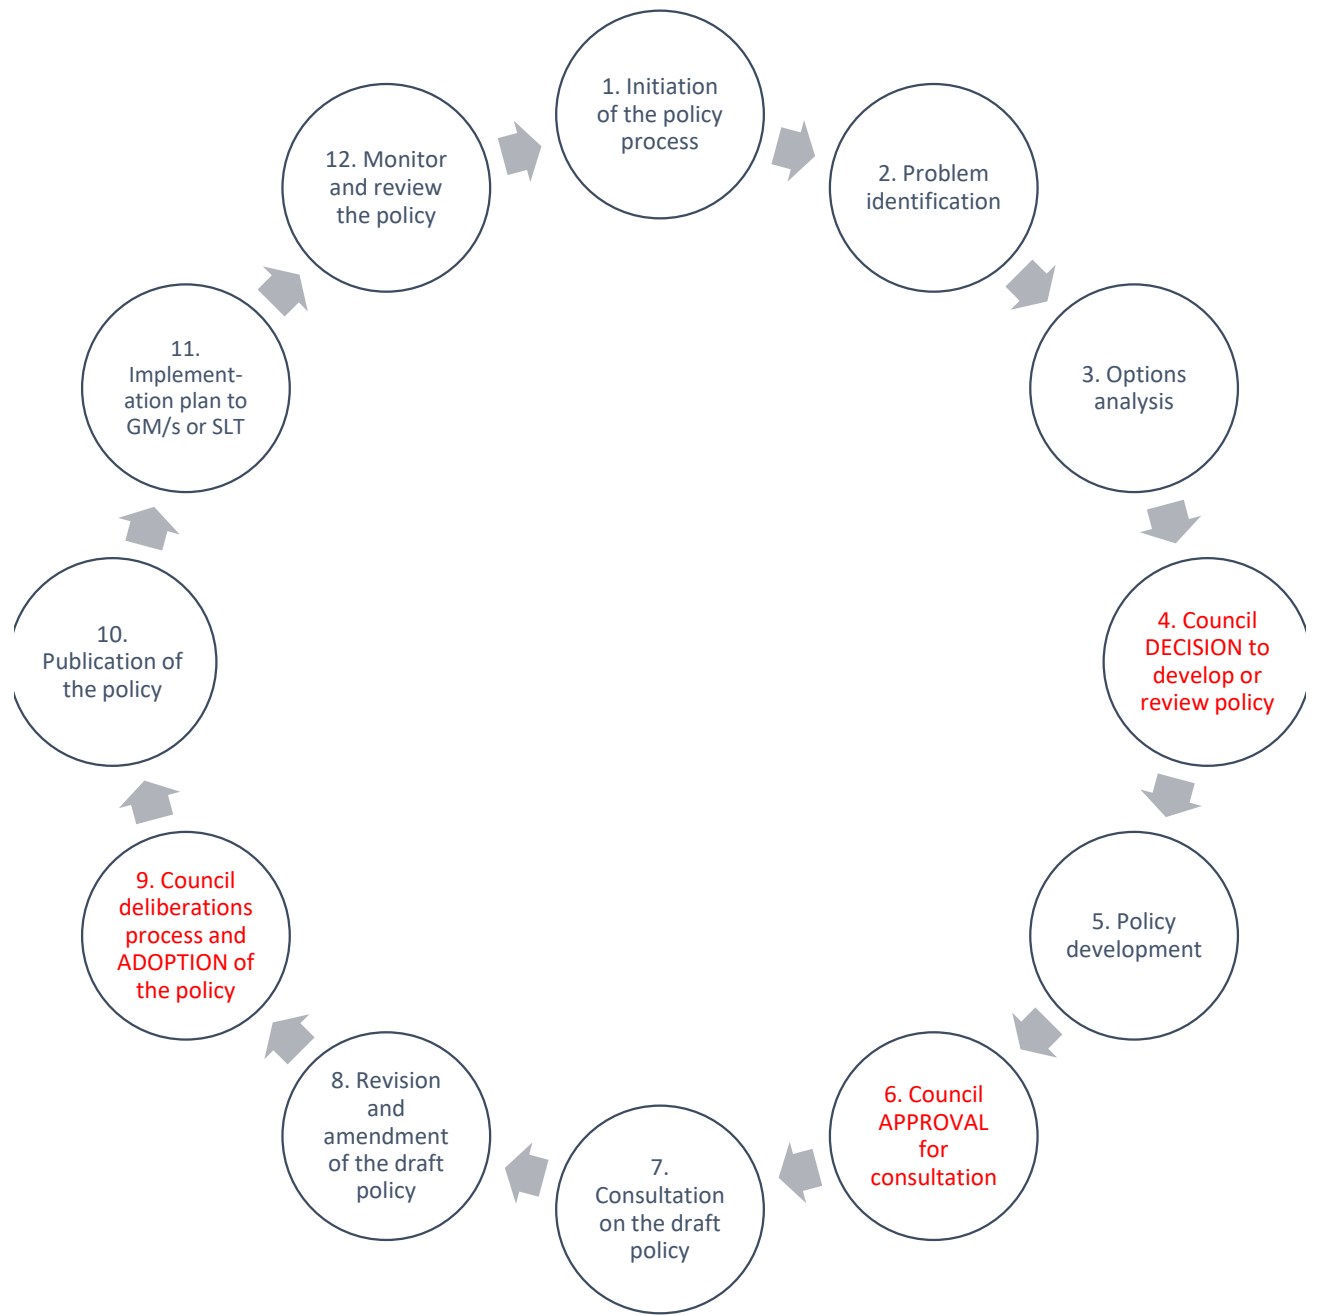 1. Initiation
of the policy
process
2. Problem
identification
3. Options
analysis
4. Council
DECISION to
develop or
review policy
5. Policy
development
6. Council
APPROVAL
for
consultation
7.
Consultation
on the draft
policy
8. Revision
and
amendment
of the draft
policy
9. Council
deliberations
process and
ADOPTION of
the policy
10.
Publication of
the policy
11.
Implement-
ation plan to
GM/s or SLT
12. Monitor
and review
the policy